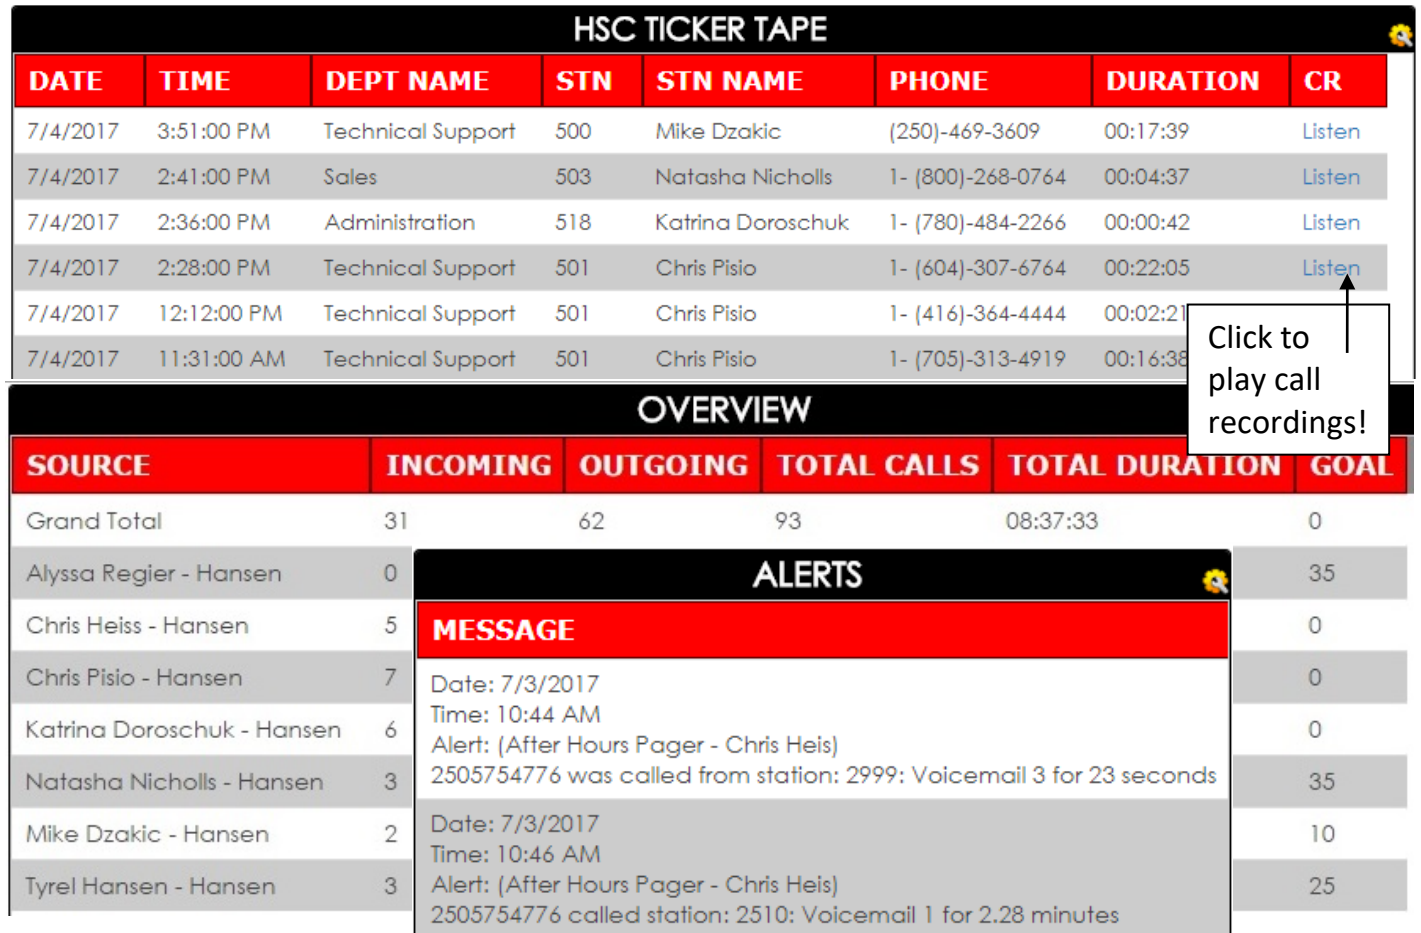 HSC TICKER TAPE
DATE TIME DEPT NAME STN STN NAME PHONE DURATION CR
7/4/2017 3:51:00 PM Technical Support 500 Mike Dzakic (250)-469-3609 00:17:39 Listen
7/4/2017 2:41:00 PM Sales 503 Natasha Nicholls 1- (800)-268-0764 00:04:37 Listen
7/4/2017 2:36:00 PM Administration 518 Katrina Doroschuk 1- (780)-484-2266 00:00:42 Listen
7/4/2017 2:28:00 PM Technical Support 501 Chris Pisio 1- (604)-307-6764 00:22:05 Listen
7/4/2017 12:12:00 PM Technical Support 501 Chris Pisio 1- (416)-364-4444 00:02:21
7/4/2017 11:31:00 AM Technical Support 501 Chris Pisio 1- (705)-313-4919 00:16:38
Click to
play call
recordings!
OVERVIEW
SOURCE INCOMING OUTGOING TOTAL CALLS TOTAL DURATION GOAL
Grand Total 31 62 93 08:37:33 0
Alyssa Regier - Hansen 0 35
Chris Heiss - Hansen 5 0
Chris Pisio - Hansen 7 0
Katrina Doroschuk - Hansen 6 0
Natasha Nicholls - Hansen 3 35
Mike Dzakic - Hansen 2 10
Tyrel Hansen - Hansen 3 25
ALERTS
MESSAGE
Date: 7/3/2017
Time: 10:44 AM
Alert: (After Hours Pager - Chris Heis)
2505754776 was called from station: 2999: Voicemail 3 for 23 seconds
Date: 7/3/2017
Time: 10:46 AM
Alert: (After Hours Pager - Chris Heis)
2505754776 called station: 2510: Voicemail 1 for 2.28 minutes